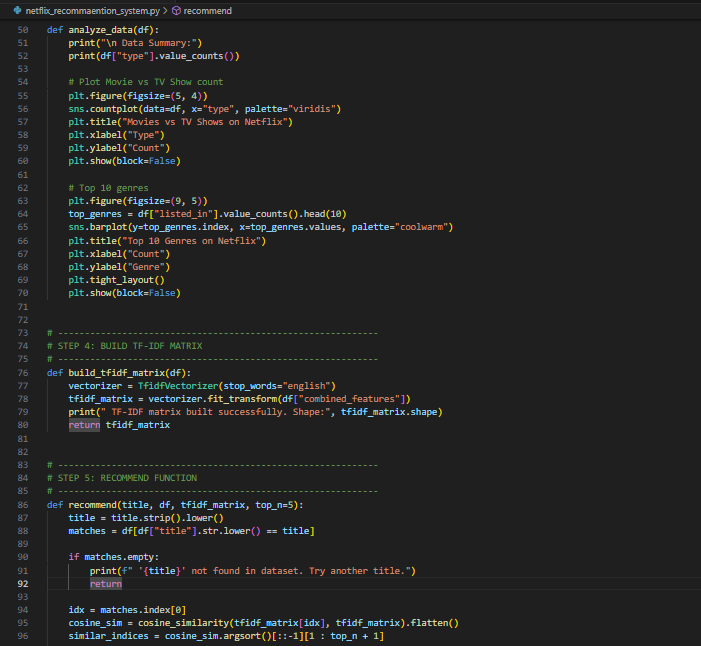 netflix_recommaention_system.py > recommend
50 def analyze_data(df):
51     print("\n Data Summary:")
52     print(df["type"].value_counts())
53
54     # Plot Movie vs TV Show count
55     plt.figure(figsize=(5, 4))
56     sns.countplot(data=df, x="type", palette="viridis")
57     plt.title("Movies vs TV Shows on Netflix")
58     plt.xlabel("Type")
59     plt.ylabel("Count")
60     plt.show(block=False)
61
62     # Top 10 genres
63     plt.figure(figsize=(9, 5))
64     top_genres = df["listed_in"].value_counts().head(10)
65     sns.barplot(y=top_genres.index, x=top_genres.values, palette="coolwarm")
66     plt.title("Top 10 Genres on Netflix")
67     plt.xlabel("Count")
68     plt.ylabel("Genre")
69     plt.tight_layout()
70     plt.show(block=False)
71
72
73 # ------------------------------------------------------------
74 # STEP 4: BUILD TF-IDF MATRIX
75 # ------------------------------------------------------------
76 def build_tfidf_matrix(df):
77     vectorizer = TfidfVectorizer(stop_words="english")
78     tfidf_matrix = vectorizer.fit_transform(df["combined_features"])
79     print(" TF-IDF matrix built successfully. Shape:", tfidf_matrix.shape)
80     return tfidf_matrix
81
82
83 # ------------------------------------------------------------
84 # STEP 5: RECOMMEND FUNCTION
85 # ------------------------------------------------------------
86 def recommend(title, df, tfidf_matrix, top_n=5):
87     title = title.strip().lower()
88     matches = df[df["title"].str.lower() == title]
89
90     if matches.empty:
91         print(f" '{title}' not found in dataset. Try another title.")
92         return
93
94     idx = matches.index[0]
95     cosine_sim = cosine_similarity(tfidf_matrix[idx], tfidf_matrix).flatten()
96     similar_indices = cosine_sim.argsort()[::-1][1 : top_n + 1]